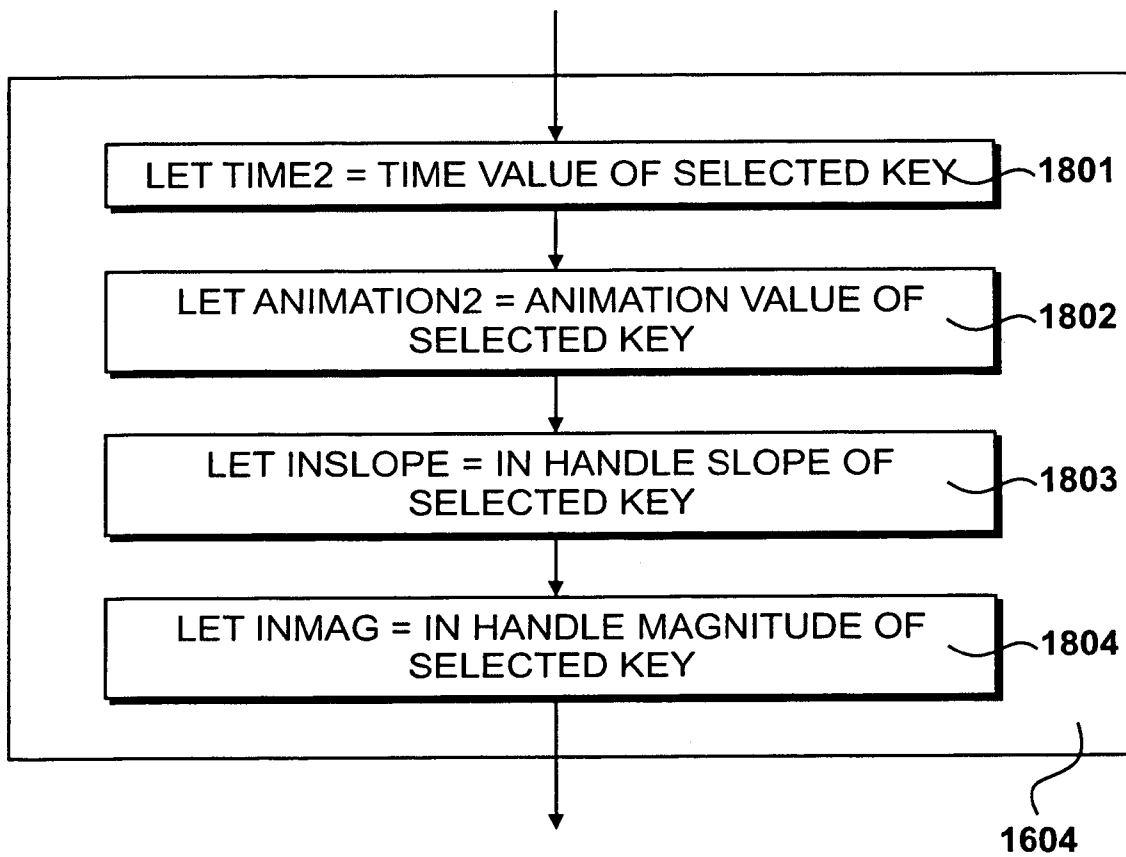 LET TIME2 = TIME VALUE OF SELECTED KEY
1801
LET ANIMATION2 = ANIMATION VALUE OF
SELECTED KEY
1802
LET INSLOPE = IN HANDLE SLOPE OF
SELECTED KEY
1803
LET INMAG = IN HANDLE MAGNITUDE OF
SELECTED KEY
1804
1604